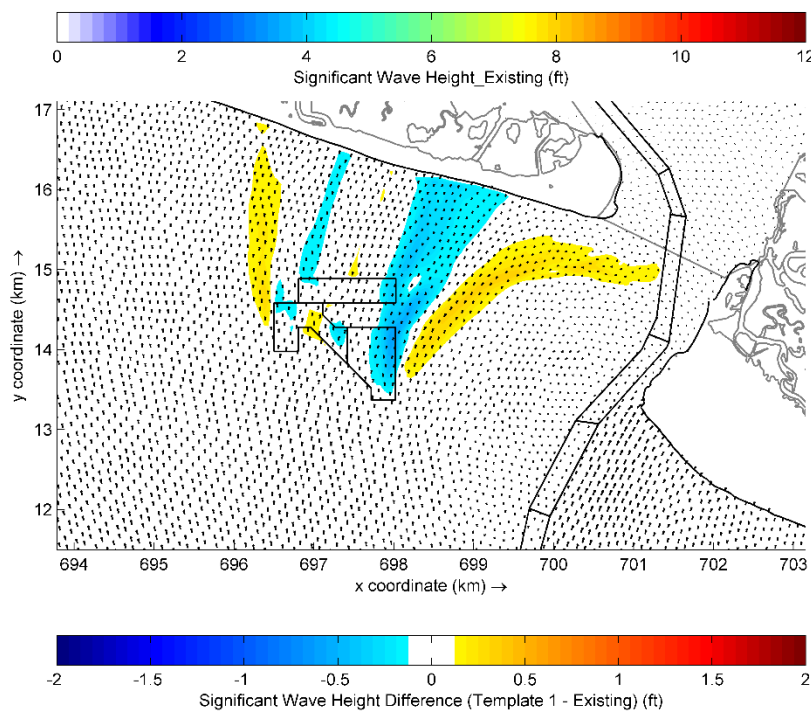 0 2 4 6 8 10 12
Significant Wave Height_Existing (ft)
17
16
15
14
13
12
y coordinate (km) →
694 695 696 697 698 699 700 701 702 703
x coordinate (km) →
-2 -1.5 -1 -0.5 0 0.5 1 1.5 2
Significant Wave Height Difference (Template 1 - Existing) (ft)